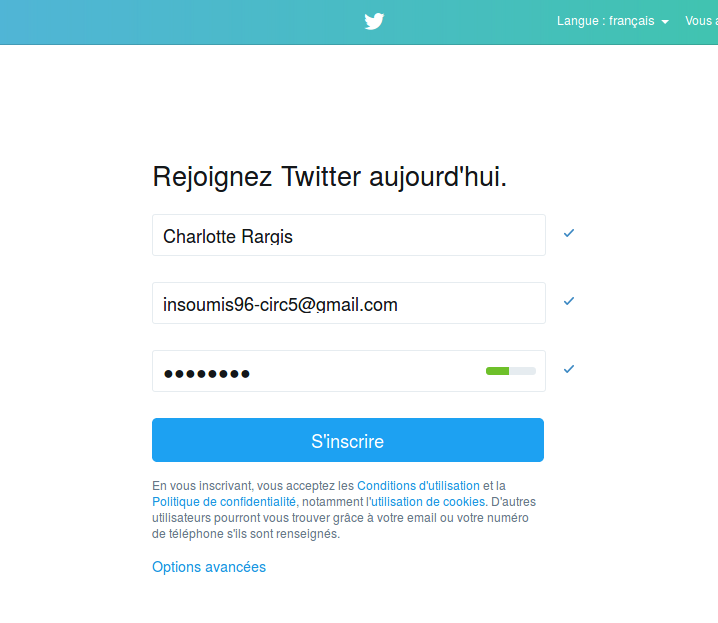 Langue : français Vous a
Rejoignez Twitter aujourd'hui.
Charlotte Rargis
insoumis96-circ5@gmail.com
●●●●●●●●
S'inscrire
En vous inscrivant, vous acceptez les Conditions d'utilisation et la
Politique de confidentialité, notamment l'utilisation de cookies. D'autres
utilisateurs pourront vous trouver grâce à votre email ou votre numéro
de téléphone s'ils sont renseignés.
Options avancées